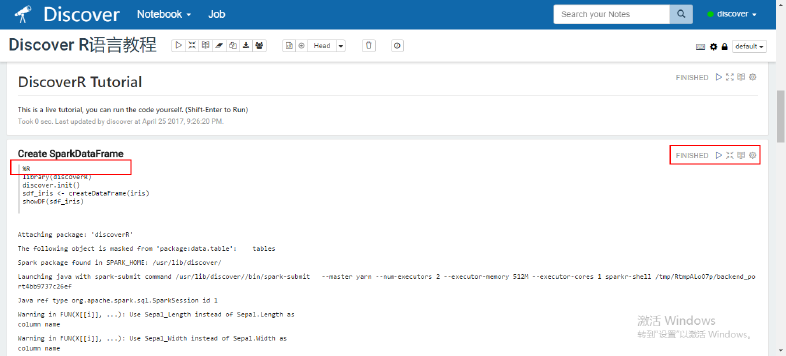 Discover Notebook Job Search your Notes discover
Discover R语言教程 Head default
DiscoverR Tutorial FINISHED
This is a live tutorial, you can run the code yourself. (Shift-Enter to Run)
Took 0 sec. Last updated by discover at April 25 2017, 9:26:20 PM.
Create SparkDataFrame FINISHED
%R
library(discoverR)
discover.init()
sdf_iris <- createDataFrame(iris)
showDF(sdf_iris)
Attaching package: 'discoverR'
The following object is masked from 'package:data.table': tables
Spark package found in SPARK_HOME: /usr/lib/discover/
Launching java with spark-submit command /usr/lib/discover//bin/spark-submit --master yarn --num-executors 2 --executor-memory 512M --executor-cores 1 sparkr-shell /tmp/RtmpALoO7p/backend_po
rt4bb9737c26ef
Java ref type org.apache.spark.sql.SparkSession id 1
Warning in FUN(X[[i]], ...): Use Sepal_Length instead of Sepal.Length as
column name
Warning in FUN(X[[i]], ...): Use Sepal_Width instead of Sepal.Width as
column name
激活 Windows
转到"设置"以激活 Windows。